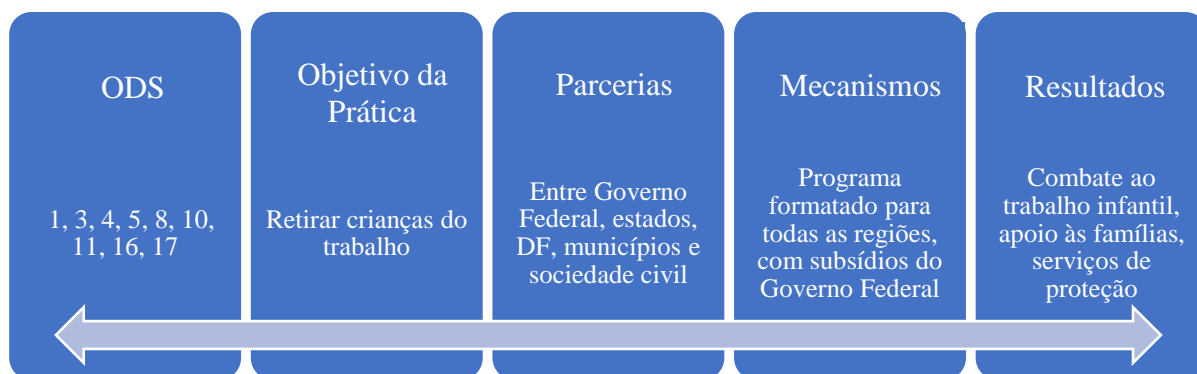 ODS
1, 3, 4, 5, 8, 10,
11, 16, 17
Objetivo da
Prática
Retirar crianças do
trabalho
Parcerias
Entre Governo
Federal, estados,
DF, municípios e
sociedade civil
Mecanismos
Programa
formatado para
todas as regiões,
com subsídios do
Governo Federal
Resultados
Combate ao
trabalho infantil,
apoio às famílias,
serviços de
proteção